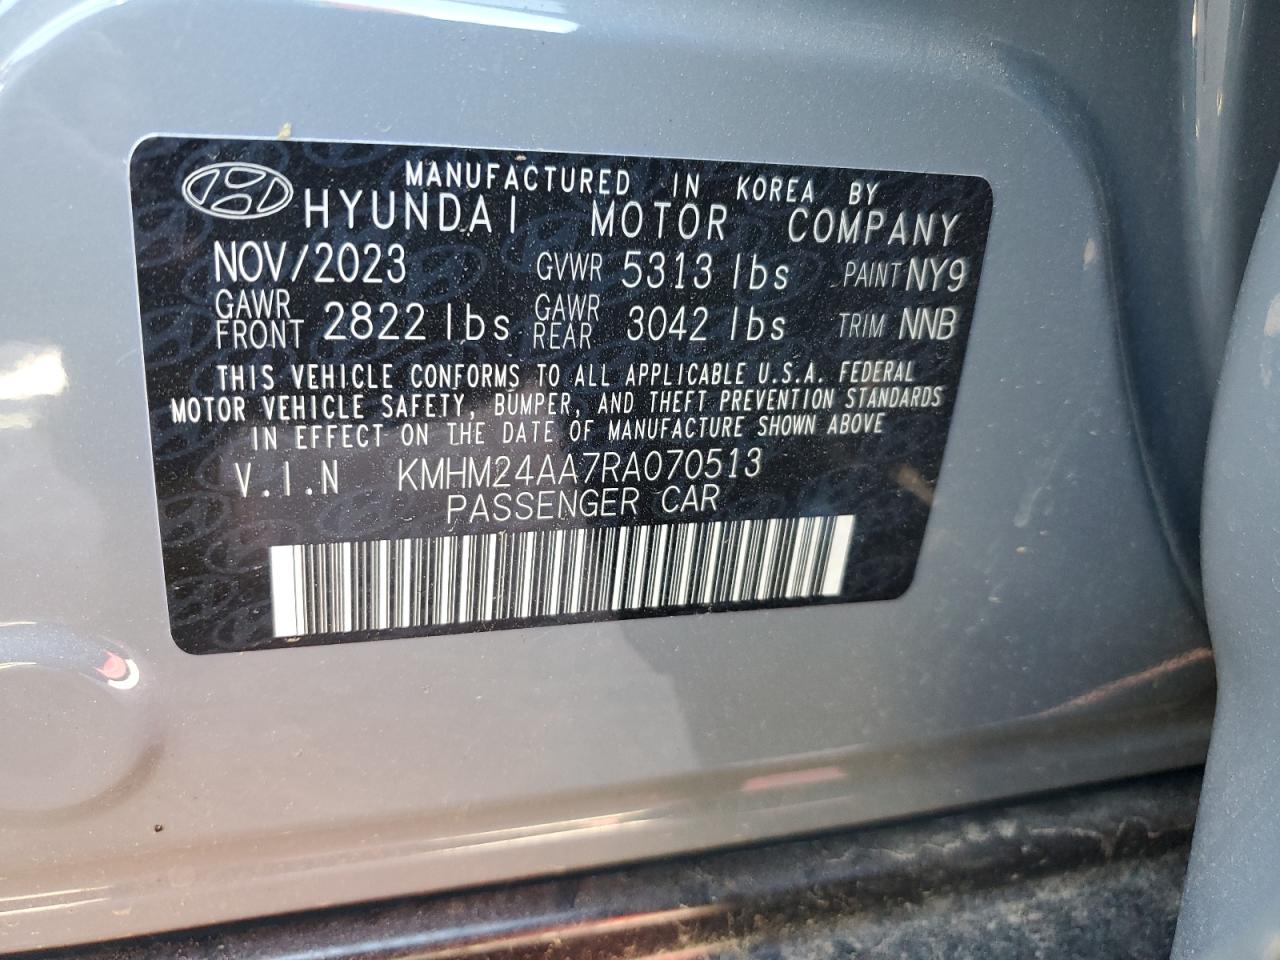 MANUFACTURED IN KOREA BY
HYUNDAI MOTOR COMPANY
NOV/2023 GVWR 5313 lbs PAINT NY9
GAWR FRONT 2822 lbs GAWR REAR 3042 lbs TRIM NNB
THIS VEHICLE CONFORMS TO ALL APPLICABLE U.S.A. FEDERAL
MOTOR VEHICLE SAFETY, BUMPER, AND THEFT PREVENTION STANDARDS
IN EFFECT ON THE DATE OF MANUFACTURE SHOWN ABOVE
V.I.N KMHM24AA7RA070513
PASSENGER CAR